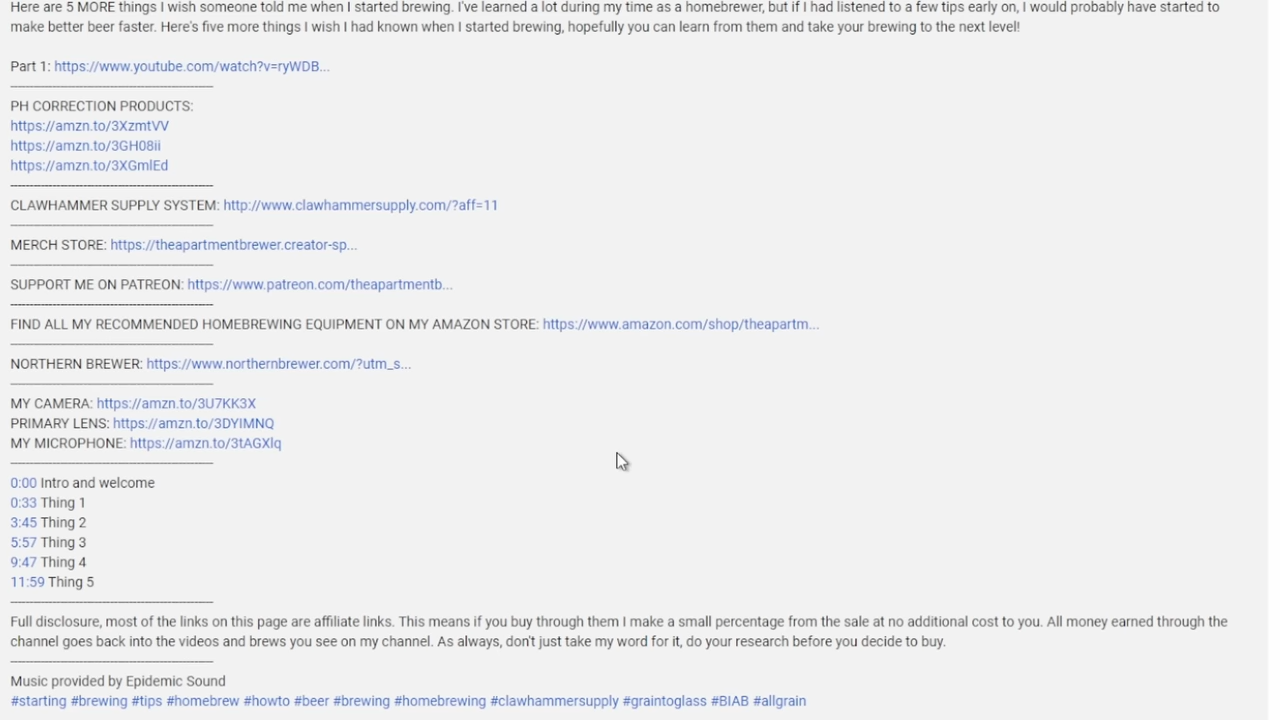 Here are 5 MORE things I wish someone told me when I started brewing. I've learned a lot during my time as a homebrewer, but if I had listened to a few tips early on, I would probably have started to
make better beer faster. Here's five more things I wish I had known when I started brewing, hopefully you can learn from them and take your brewing to the next level!
Part 1: https://www.youtube.com/watch?v=ryWDB...
PH CORRECTION PRODUCTS:
https://amzn.to/3XzmtVV
https://amzn.to/3GH08ii
https://amzn.to/3XGmlEd
CLAWHAMMER SUPPLY SYSTEM: http://www.clawhammersupply.com/?aff=11
MERCH STORE: https://theapartmentbrewer.creator-sp...
SUPPORT ME ON PATREON: https://www.patreon.com/theapartmentb...
FIND ALL MY RECOMMENDED HOMEBREWING EQUIPMENT ON MY AMAZON STORE: https://www.amazon.com/shop/theapartm...
NORTHERN BREWER: https://www.northernbrewer.com/?utm_s...
MY CAMERA: https://amzn.to/3U7KK3X
PRIMARY LENS: https://amzn.to/3DYIMNQ
MY MICROPHONE: https://amzn.to/3tAGXlq
0:00 Intro and welcome
0:33 Thing 1
3:45 Thing 2
5:57 Thing 3
9:47 Thing 4
11:59 Thing 5
Full disclosure, most of the links on this page are affiliate links. This means if you buy through them I make a small percentage from the sale at no additional cost to you. All money earned through the
channel goes back into the videos and brews you see on my channel. As always, don't just take my word for it, do your research before you decide to buy.
Music provided by Epidemic Sound
#starting #brewing #tips #homebrew #howto #beer #brewing #homebrewing #clawhammersupply #graintoglass #BIAB #allgrain